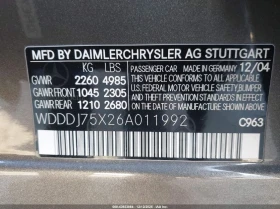 MFD BY DAIMLERCHRYSLER AG STUTTGART
KG LBS MADE IN GERMANY 12/04
GVWR 2260 4985
GAWR FRONT 1045 2305
GAWR REAR 1210 2680
THIS VEHICLE CONFORMS TO ALL
APPLICABLE U.S. FEDERAL MOTOR
VEHICLE SAFETY, BUMPER,
AND THEFT PREVENTION
STANDARDS IN EFFECT ON THE DATE
OF MANUFACTURE SHOWN ABOVE
WDDDJ75X26A011992
PASSENGER CAR
C963